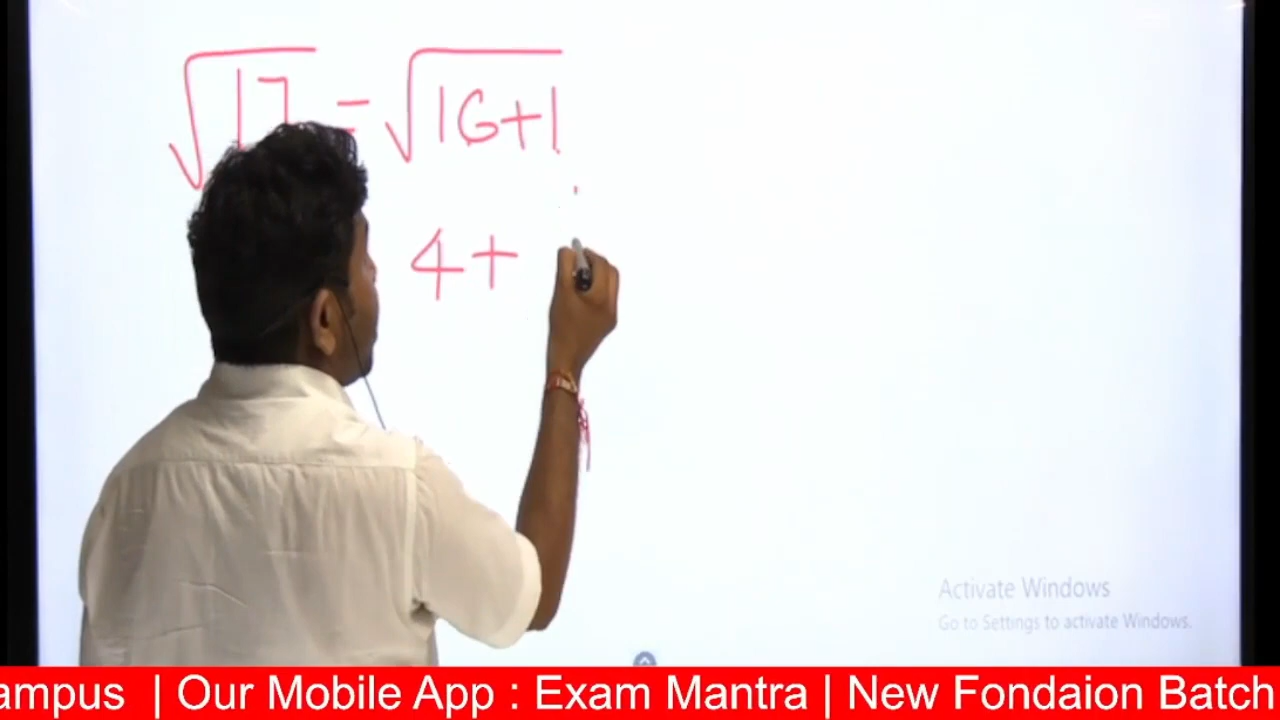 √17 = √16+1
4+
Activate Windows
Go to Settings to activate Windows.
ampus | Our Mobile App : Exam Mantra | New Fondaion Batch